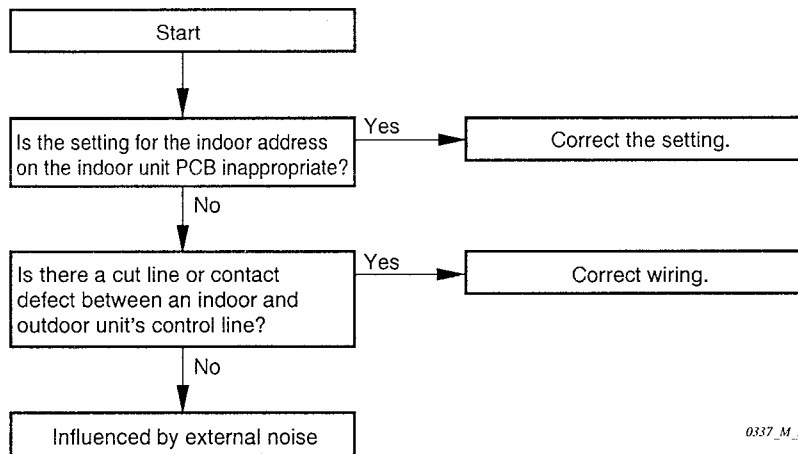 Start
Is the setting for the indoor address
on the indoor unit PCB inappropriate?
Yes
Correct the setting.
No
Is there a cut line or contact
defect between an indoor and
outdoor unit's control line?
Yes
Correct wiring.
No
Influenced by external noise
0337_M_